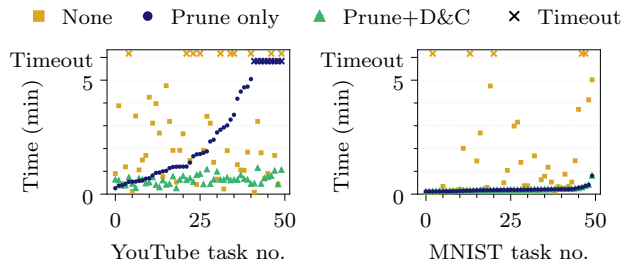 None Prune only Prune+D&C Timeout
Timeout
5
0
Time (min)
0 25 50
YouTube task no.
Timeout
5
0
Time (min)
0 25 50
MNIST task no.